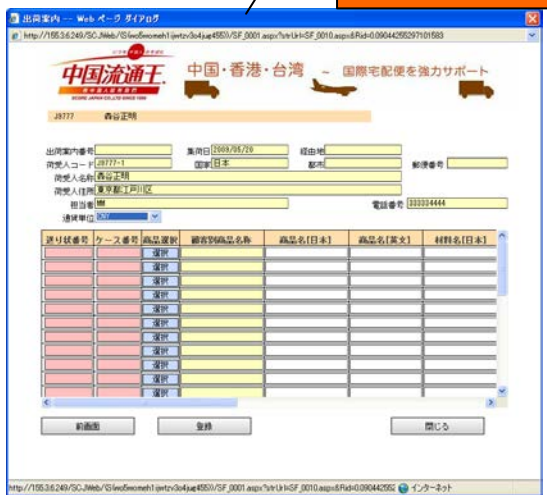 出荷案内 -- Web ページ ダイアログ
中国流通王.
中国・香港・台湾 ～ 国際宅配便を強力サポート
J9777 森谷正明
出荷案内番号 集荷日 2009/05/20 経由地
荷受人コード J9777-1 国家 日本 都市 郵便番号
荷受人名称 森谷正明
荷受人住所 東京都江戸川区
担当者 電話番号 333334444
通貨単位 CNY
送り状番号 ケース番号 商品選択 顧客別商品名称 商品名[日本] 商品名[英文] 材料名[日本]
選択
選択
選択
選択
選択
選択
選択
選択
選択
選択
選択
選択
前画面 登録 閉じる
インターネット